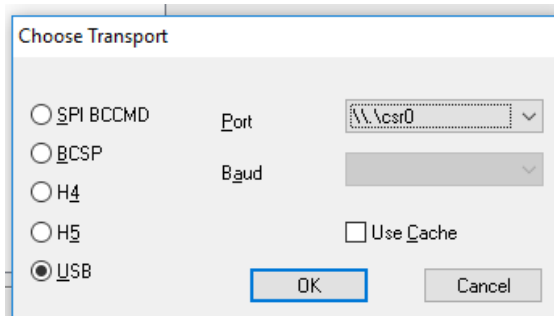 Choose Transport
SPI BCCMD
Port
\\.\csr0
BCSP
Baud
H4
H5
Use Cache
USB
OK
Cancel